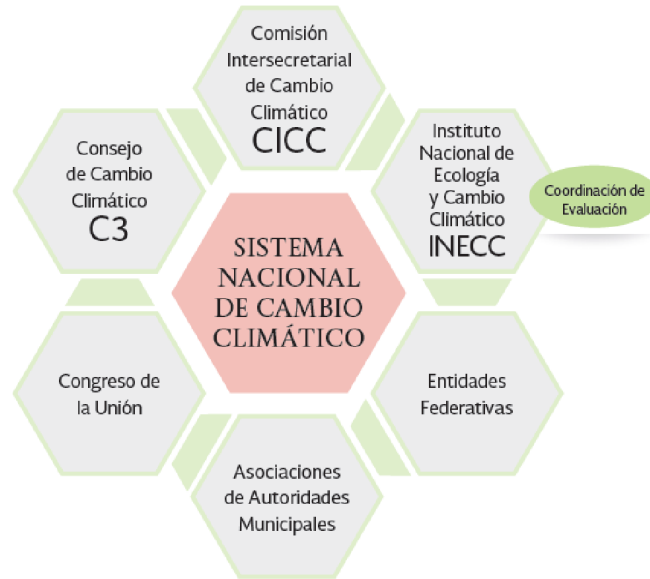 Comisión
Intersecretarial
de Cambio
Climático
CICC
Instituto
Nacional de
Ecología
y Cambio
Climático
INECC
Coordinación de
Evaluación
Entidades
Federativas
Asociaciones
de Autoridades
Municipales
Congreso de
la Unión
Consejo
de Cambio
Climático
C3
SISTEMA
NACIONAL
DE CAMBIO
CLIMÁTICO